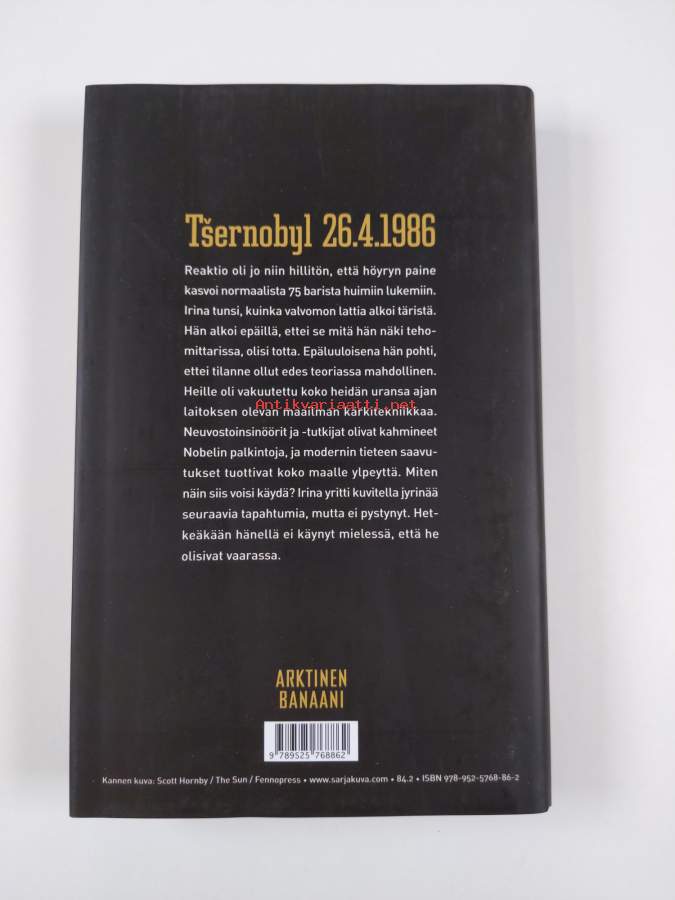 Tšernobyl 26.4.1986
Reaktio oli jo niin hillitön, että höyryn paine
kasvoi normaalista 75 barista huimiin lukemiin.
Irina tunsi, kuinka valvomon lattia alkoi täristä.
Hän alkoi epäillä, ettei se mitä hän näki teho-
mittarissa, olisi totta. Epäluuloisena hän pohti,
ettei tilanne ollut edes teoriassa mahdollinen.
Heille oli vakuutettu koko heidän uransa ajan
laitoksen olevan maailman kärkitekniikkaa.
Antikvariaatti.net
Neuvostoinsinöörit ja -tutkijat olivat kahmineet
Nobelin palkintoja, ja modernin tieteen saavu-
tukset tuottivat koko maalle ylpeyttä. Miten
näin siis voisi käydä? Irina yritti kuvitella jyrinää
seuraavia tapahtumia, mutta ei pystynyt. Het-
keäkään hänellä ei käynyt mielessä, että he
olisivat vaarassa.
ARKTINEN
BANAANI
9 789525 768862
Kannen kuva: Scott Hornby / The Sun / Fennopress • www.sarjakuva.com • 84.2 • ISBN 978-952-5768-86-2